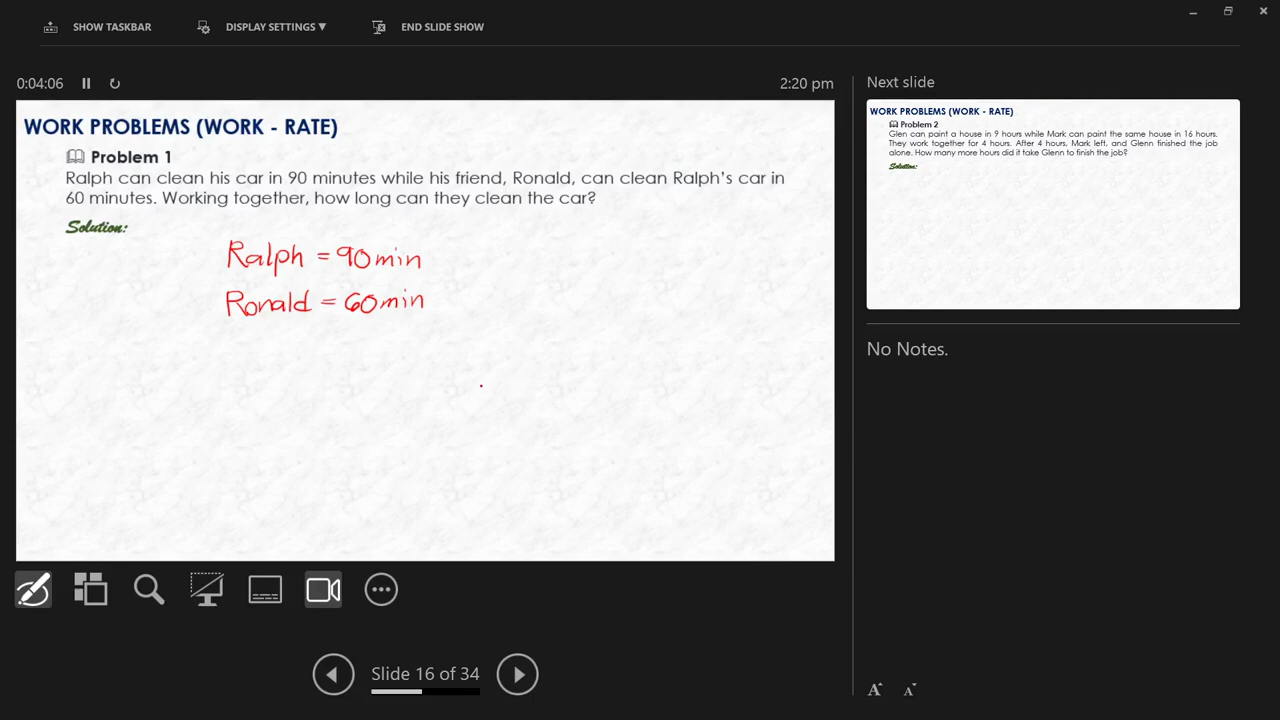 SHOW TASKBAR
DISPLAY SETTINGS ▼
END SLIDE SHOW
0:04:06
2:20 pm
WORK PROBLEMS (WORK - RATE)
Problem 1
Ralph can clean his car in 90 minutes while his friend, Ronald, can clean Ralph's car in
60 minutes. Working together, how long can they clean the car?
Solution:
Ralph = 90min
Ronald = 60min
Next slide
WORK PROBLEMS (WORK - RATE)
Problem 2
Glen can paint a house in 9 hours while Mark can paint the same house in 16 hours.
They work together for 4 hours. After 4 hours, Mark left, and Glenn finished the job
alone. How many more hours did it take Glenn to finish the job?
Solution:
No Notes.
Slide 16 of 34
A A